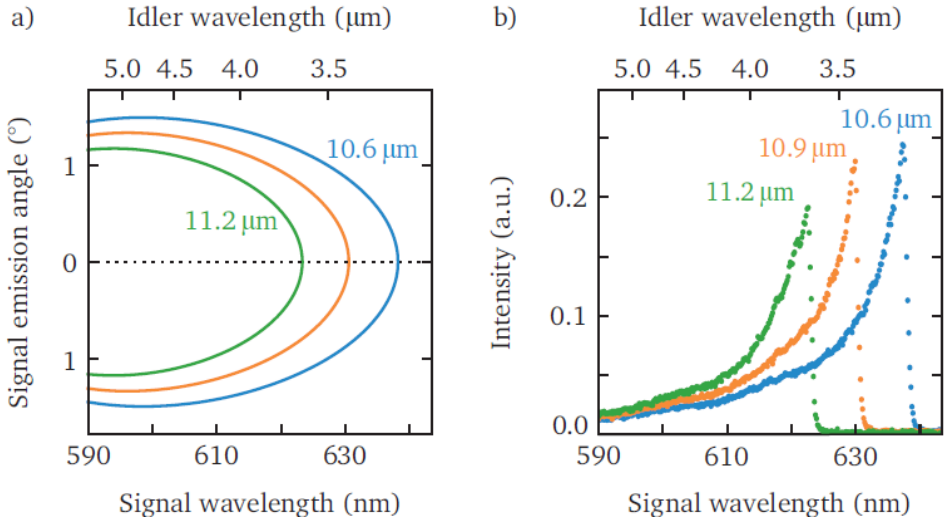 a)
Idler wavelength (μm)
5.0 4.5 4.0 3.5
Signal emission angle (°)
1
0
1
10.6 μm
11.2 μm
590 610 630
Signal wavelength (nm)
b)
Idler wavelength (μm)
5.0 4.5 4.0 3.5
Intensity (a.u.)
0.2
0.1
0.0
10.6 μm
10.9 μm
11.2 μm
590 610 630
Signal wavelength (nm)